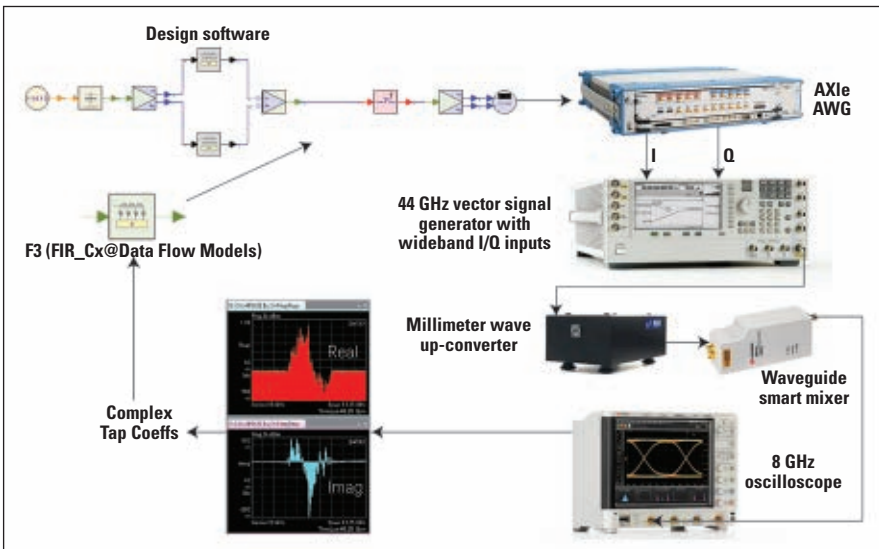 Design software
AXIe
AWG
I
Q
44 GHz vector signal
generator with
wideband I/Q inputs
F3 (FIR_Cx@Data Flow Models)
Millimeter wave
up-converter
Real
Waveguide
smart mixer
Complex
Tap Coeffs
Imag
8 GHz
oscilloscope